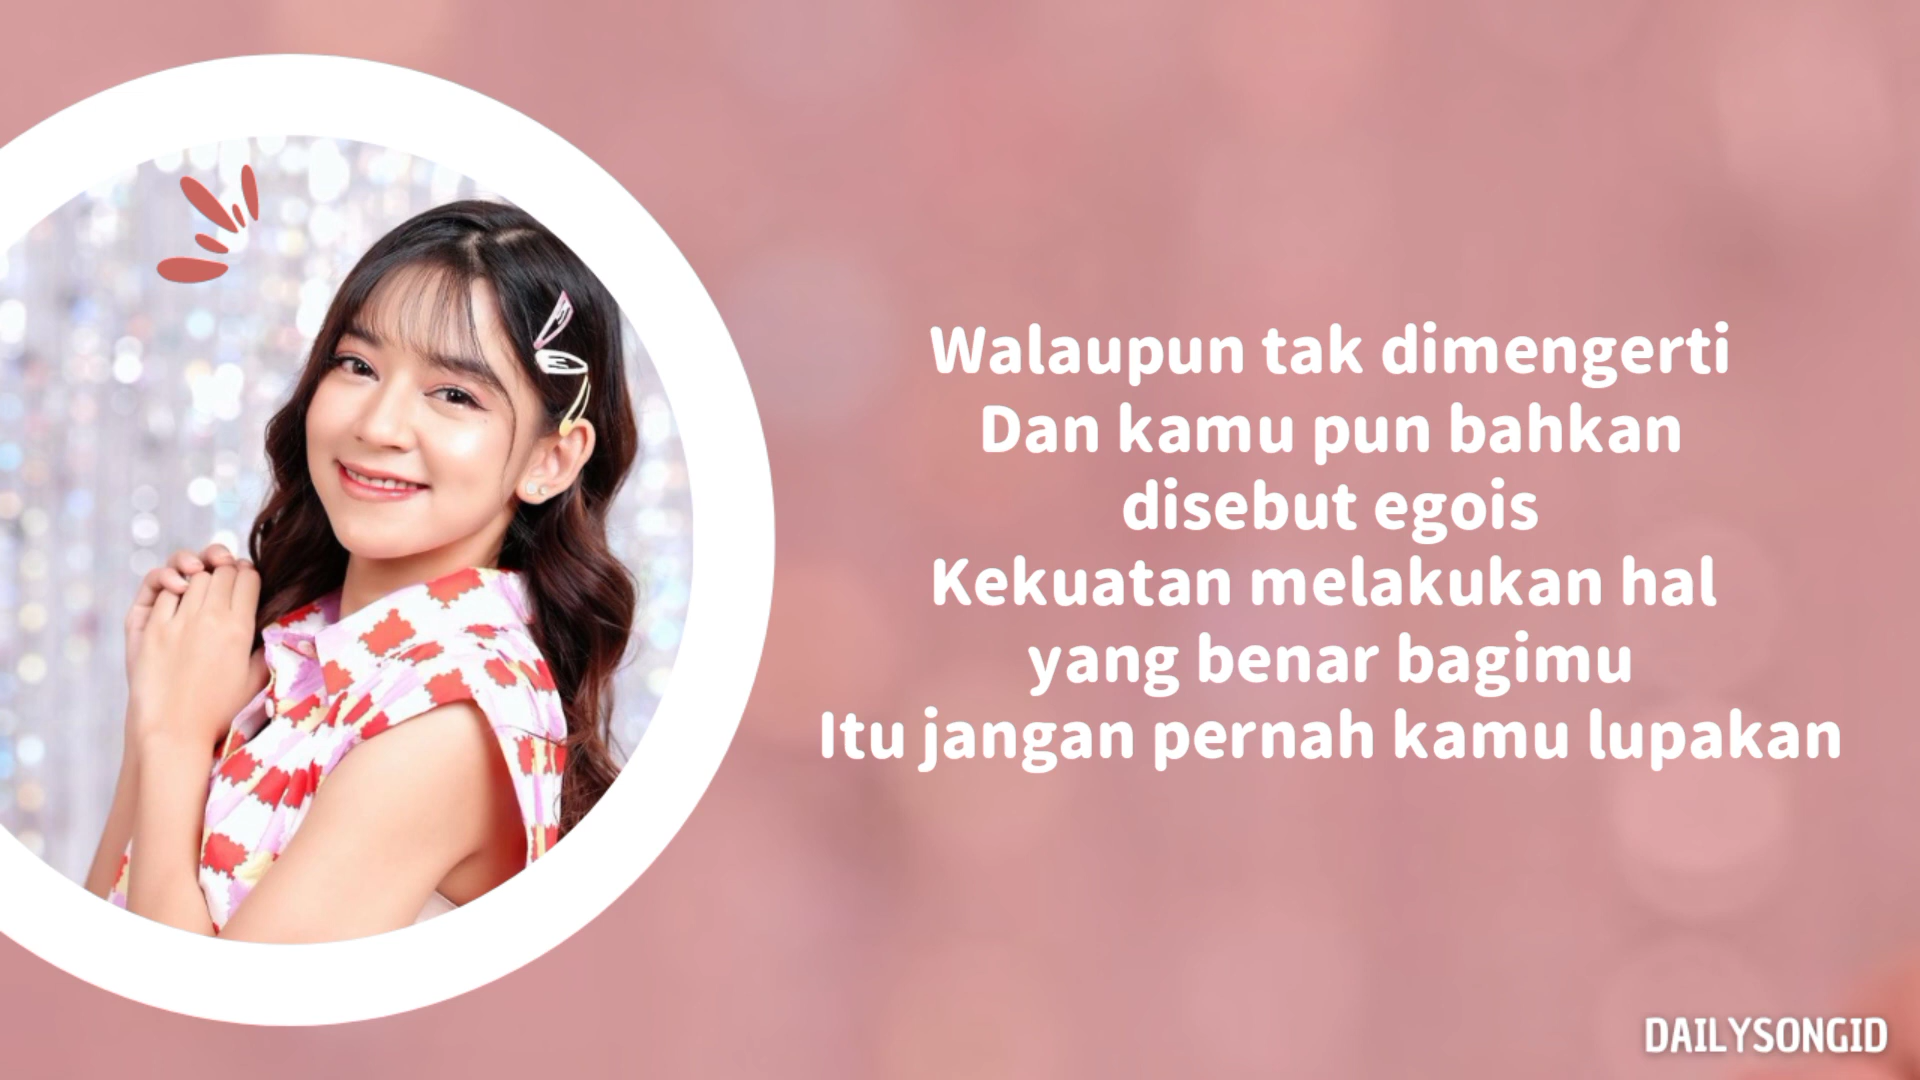 Walaupun tak dimengerti
Dan kamu pun bahkan
disebut egois
Kekuatan melakukan hal
yang benar bagimu
Itu jangan pernah kamu lupakan
DAILYSONGID